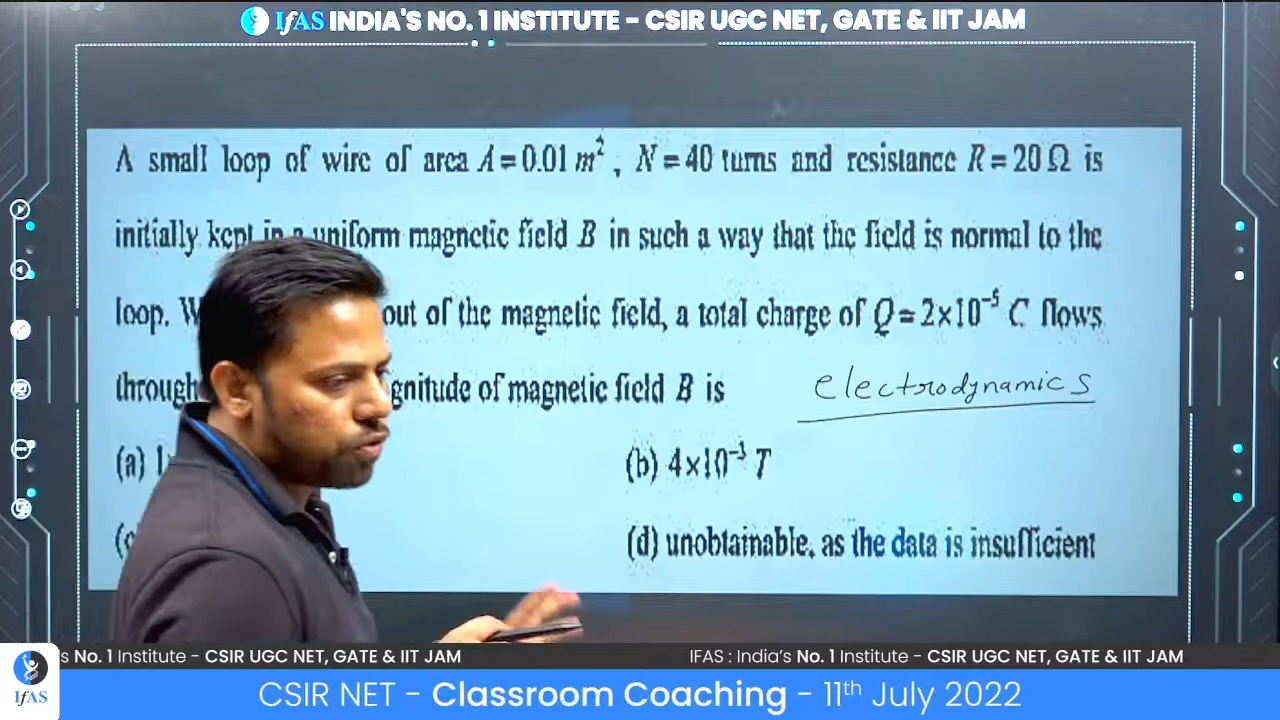 IfAS INDIA'S NO. 1 INSTITUTE - CSIR UGC NET, GATE & IIT JAM
A small loop of wire of area A = 0.01 m², N = 40 turns and resistance R = 20 Ω is
initially kept in a uniform magnetic field B in such a way that the field is normal to the
loop. out of the magnetic field, a total charge of Q = 2×10⁻⁵ C flows
through of magnetic field B is
electrodynamics
(a)
(b) 4×10⁻³ T
(d) unobtainable, as the data is insufficient
No. 1 Institute - CSIR UGC NET, GATE & IIT JAM
IFAS : India's No. 1 Institute - CSIR UGC NET, GATE & IIT JAM
IfAS
CSIR NET - Classroom Coaching - 11th July 2022